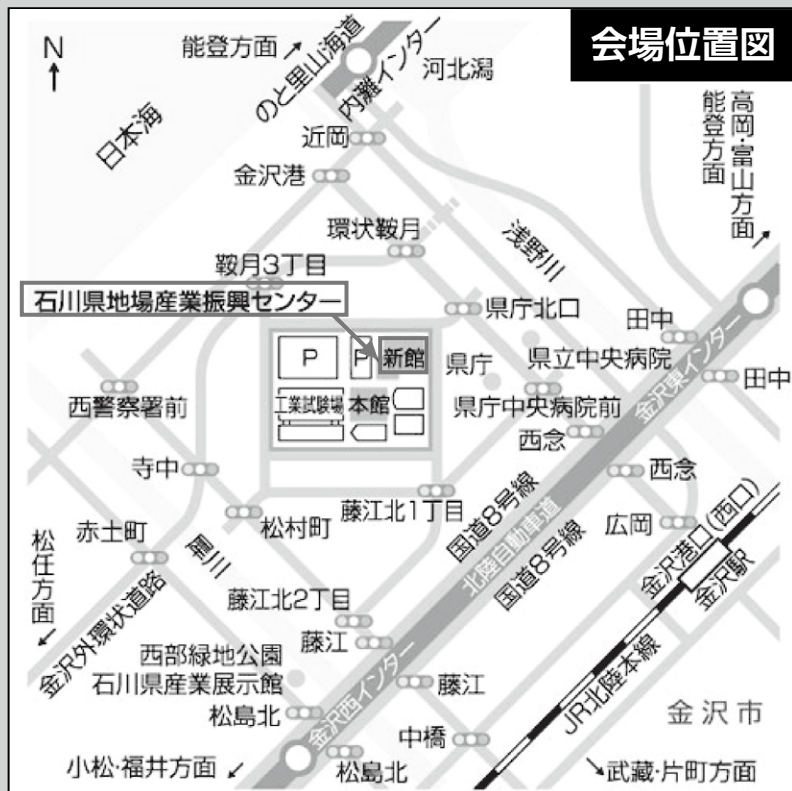 会場位置図
N
能登方面
のと里山海道
内灘インター
河北潟
日本海
近岡
金沢港
能登方面
高岡・富山方面
環状鞍月
浅野川
鞍月3丁目
石川県地場産業振興センター
県庁北口
田中
P
P
新館
県庁
県立中央病院
金沢県インター
田中
西警察署前
工業試験場
本館
県庁中央病院前
西念
寺中
西念
藤江北1丁目
国道8号線
北陸自動車道
国道8号線
広岡
金沢港口(西口)
金沢駅
赤土町
松村町
松任方面
金沢外環状道路
藤江北2丁目
藤江
西部緑地公園
石川県産業展示館
藤江
金沢西インター
JR北陸本線
松島北
中橋
金沢市
小松・福井方面
松島北
武蔵・片町方面